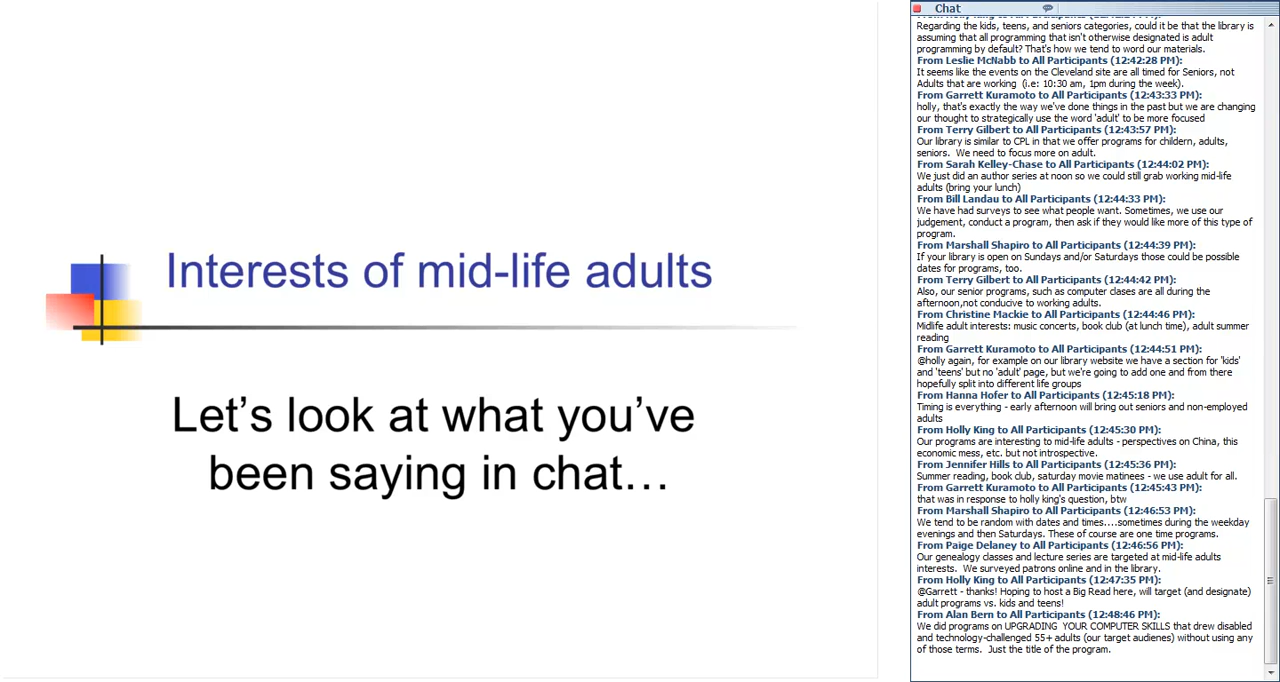 Interests of mid-life adults
Let's look at what you've
been saying in chat...
Chat
From Holly King to All Participants
Regarding the kids, teens, and seniors categories, could it be that the library is
assuming that all programming that isn't otherwise designated is adult
programming by default? That's how we tend to word our materials.
From Leslie McNabb to All Participants (12:42:28 PM):
It seems like the events on the Cleveland site are all timed for Seniors, not
Adults that are working (i.e: 10:30 am, 1pm during the week).
From Garrett Kuramoto to All Participants (12:43:33 PM):
holly, that's exactly the way we've done things in the past but we are changing
our thought to strategically use the word 'adult' to be more focused
From Terry Gilbert to All Participants (12:43:57 PM):
Our library is similar to CPL in that we offer programs for childern, adults,
seniors. We need to focus more on adult.
From Sarah Kelley-Chase to All Participants (12:44:02 PM):
We just did an author series at noon so we could still grab working mid-life
adults (bring your lunch)
From Bill Landau to All Participants (12:44:33 PM):
We have had surveys to see what people want. Sometimes, we use our
judgement, conduct a program, then ask if they would like more of this type of
program.
From Marshall Shapiro to All Participants (12:44:39 PM):
If your library is open on Sundays and/or Saturdays those could be possible
dates for programs, too.
From Terry Gilbert to All Participants (12:44:42 PM):
Also, our senior programs, such as computer clases are all during the
afternoon,not conducive to working adults.
From Christine Mackie to All Participants (12:44:46 PM):
Midlife adult interests: music concerts, book club (at lunch time), adult summer
reading
From Garrett Kuramoto to All Participants (12:44:51 PM):
@holly again, for example on our library website we have a section for 'kids'
and 'teens' but no 'adult' page, but we're going to add one and from there
hopefully split into different life groups
From Hanna Hofer to All Participants (12:45:18 PM):
Timing is everything - early afternoon will bring out seniors and non-employed
adults
From Holly King to All Participants (12:45:30 PM):
Our programs are interesting to mid-life adults - perspectives on China, this
economic mess, etc. but not introspective.
From Jennifer Hills to All Participants (12:45:36 PM):
Summer reading, book club, saturday movie matinees - we use adult for all.
From Garrett Kuramoto to All Participants (12:45:43 PM):
that was in response to holly king's question, btw
From Marshall Shapiro to All Participants (12:46:53 PM):
We tend to be random with dates and times....sometimes during the weekday
evenings and then Saturdays. These of course are one time programs.
From Paige Delaney to All Participants (12:46:56 PM):
Our genealogy classes and lecture series are targeted at mid-life adults
interests. We surveyed patrons online and in the library.
From Holly King to All Participants (12:47:35 PM):
@Garrett - thanks! Hoping to host a Big Read here, will target (and designate)
adult programs vs. kids and teens!
From Alan Bern to All Participants (12:48:46 PM):
We did programs on UPGRADING YOUR COMPUTER SKILLS that drew disabled
and technology-challenged 55+ adults (our target audienes) without using any
of those terms. Just the title of the program.